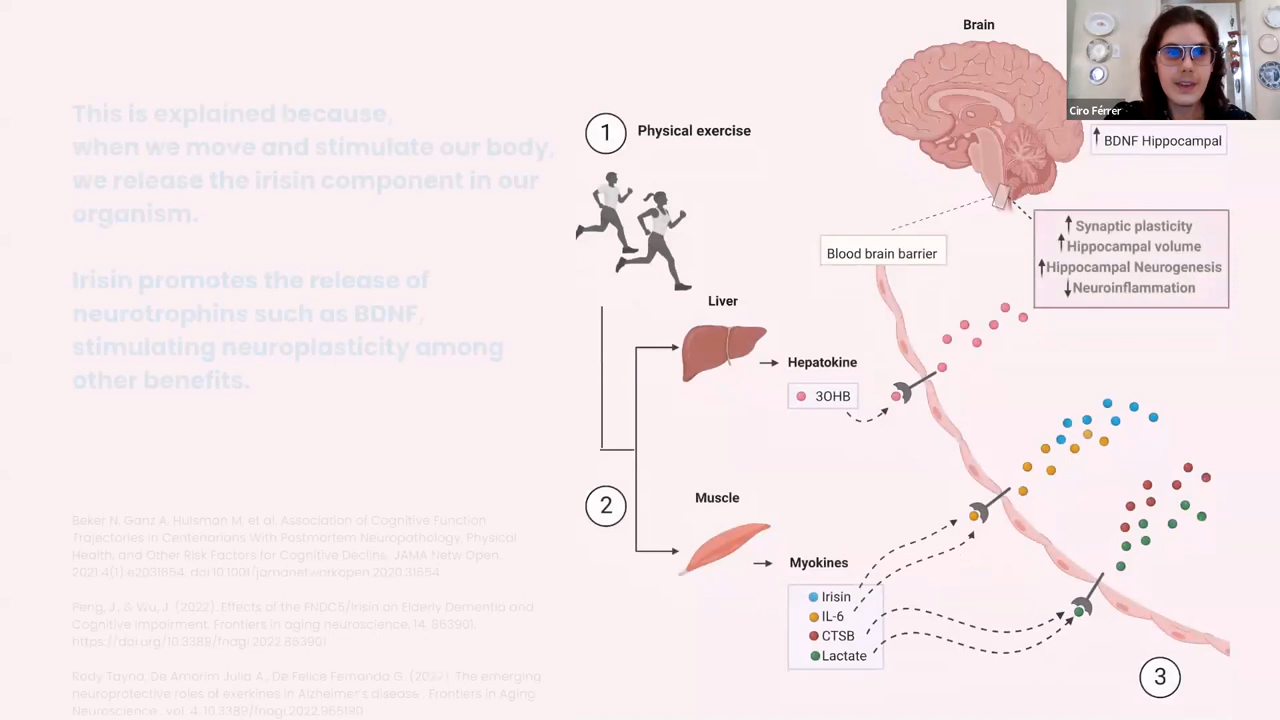 This is explained because,
when we move and stimulate our body,
we release the irisin component in our
organism.
Irisin promotes the release of
neurotrophins such as BDNF,
stimulating neuroplasticity among
other benefits.
Beker N, Ganz A, Hulsman M, et al. Association of Cognitive Function
Trajectories in Centenarians With Postmortem Neuropathology, Physical
Health, and Other Risk Factors for Cognitive Decline. JAMA Netw Open.
2021;4(1):e2031654. doi:10.1001/jamanetworkopen.2020.31654
Peng, J., & Wu, J. (2022). Effects of the FNDC5/Irisin on Elderly Dementia and
Cognitive Impairment. Frontiers in aging neuroscience, 14, 863901.
https://doi.org/10.3389/fnagi.2022.863901
Rody Tayna, De Amorim Julia A., De Felice Fernanda G. (2022). The emerging
neuroprotective roles of exerkines in Alzheimer's disease. Frontiers in Aging
Neuroscience. vol. 4. 10.3389/fnagi.2022.965190
Brain
Ciro Férrer
1 Physical exercise
BDNF Hippocampal
Synaptic plasticity
Hippocampal volume
Hippocampal Neurogenesis
Neuroinflammation
Blood brain barrier
Liver
Hepatokine
3OHB
2
Muscle
Myokines
Irisin
IL-6
CTSB
Lactate
3